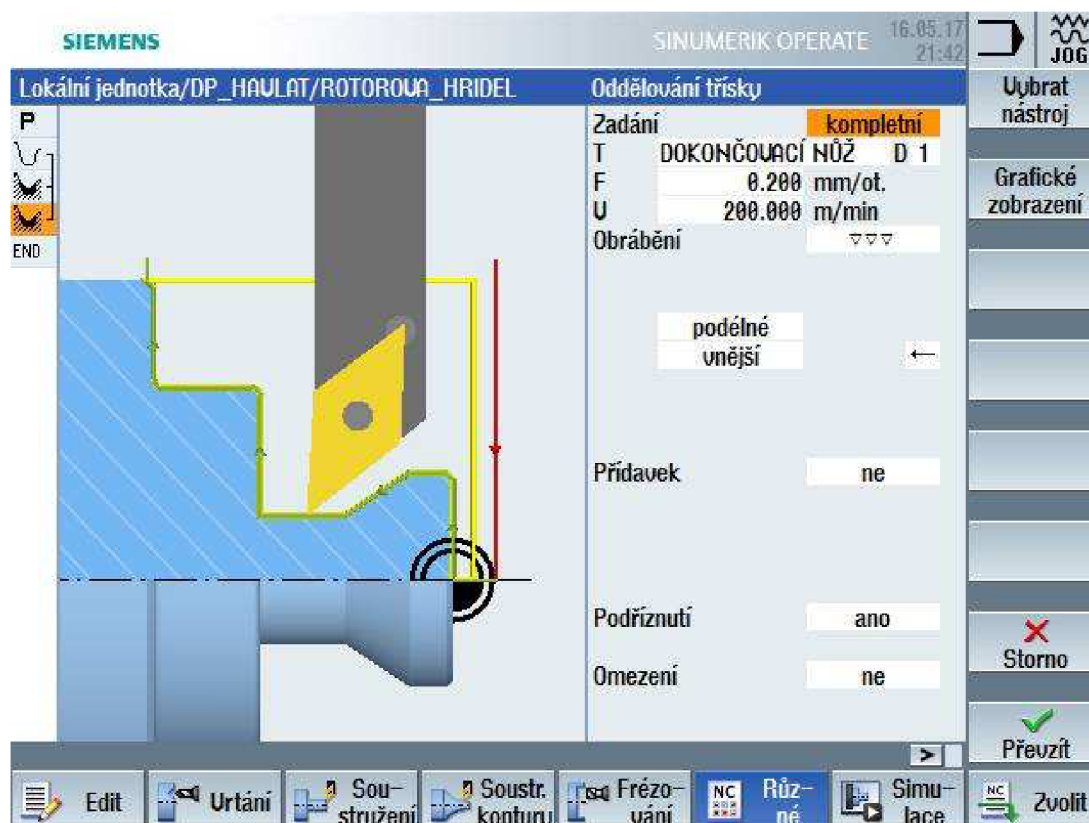 SIEMENS
SINUMERIK OPERATE
16.05.17
21:42
JOG
Lokální jednotka/DP_HAVLAT/ROTOROVA_HRIDEL
Oddělování třísky
Vybrat
nástroj
P
END
Zadání kompletní
T DOKONČOVACÍ NŮŽ D 1
F 0.200 mm/ot.
V 200.000 m/min
Obrábění ▽▽▽
Grafické
zobrazení
podélné
vnější ←
Přídavek ne
Podříznutí ano
Omezení ne
Storno
Převzít
>
Edit
Vrtání
Sou-
stružení
Soustr.
kontury
Frézo-
vání
NC
Růz-
né
Simu-
lace
NC
Zvolit